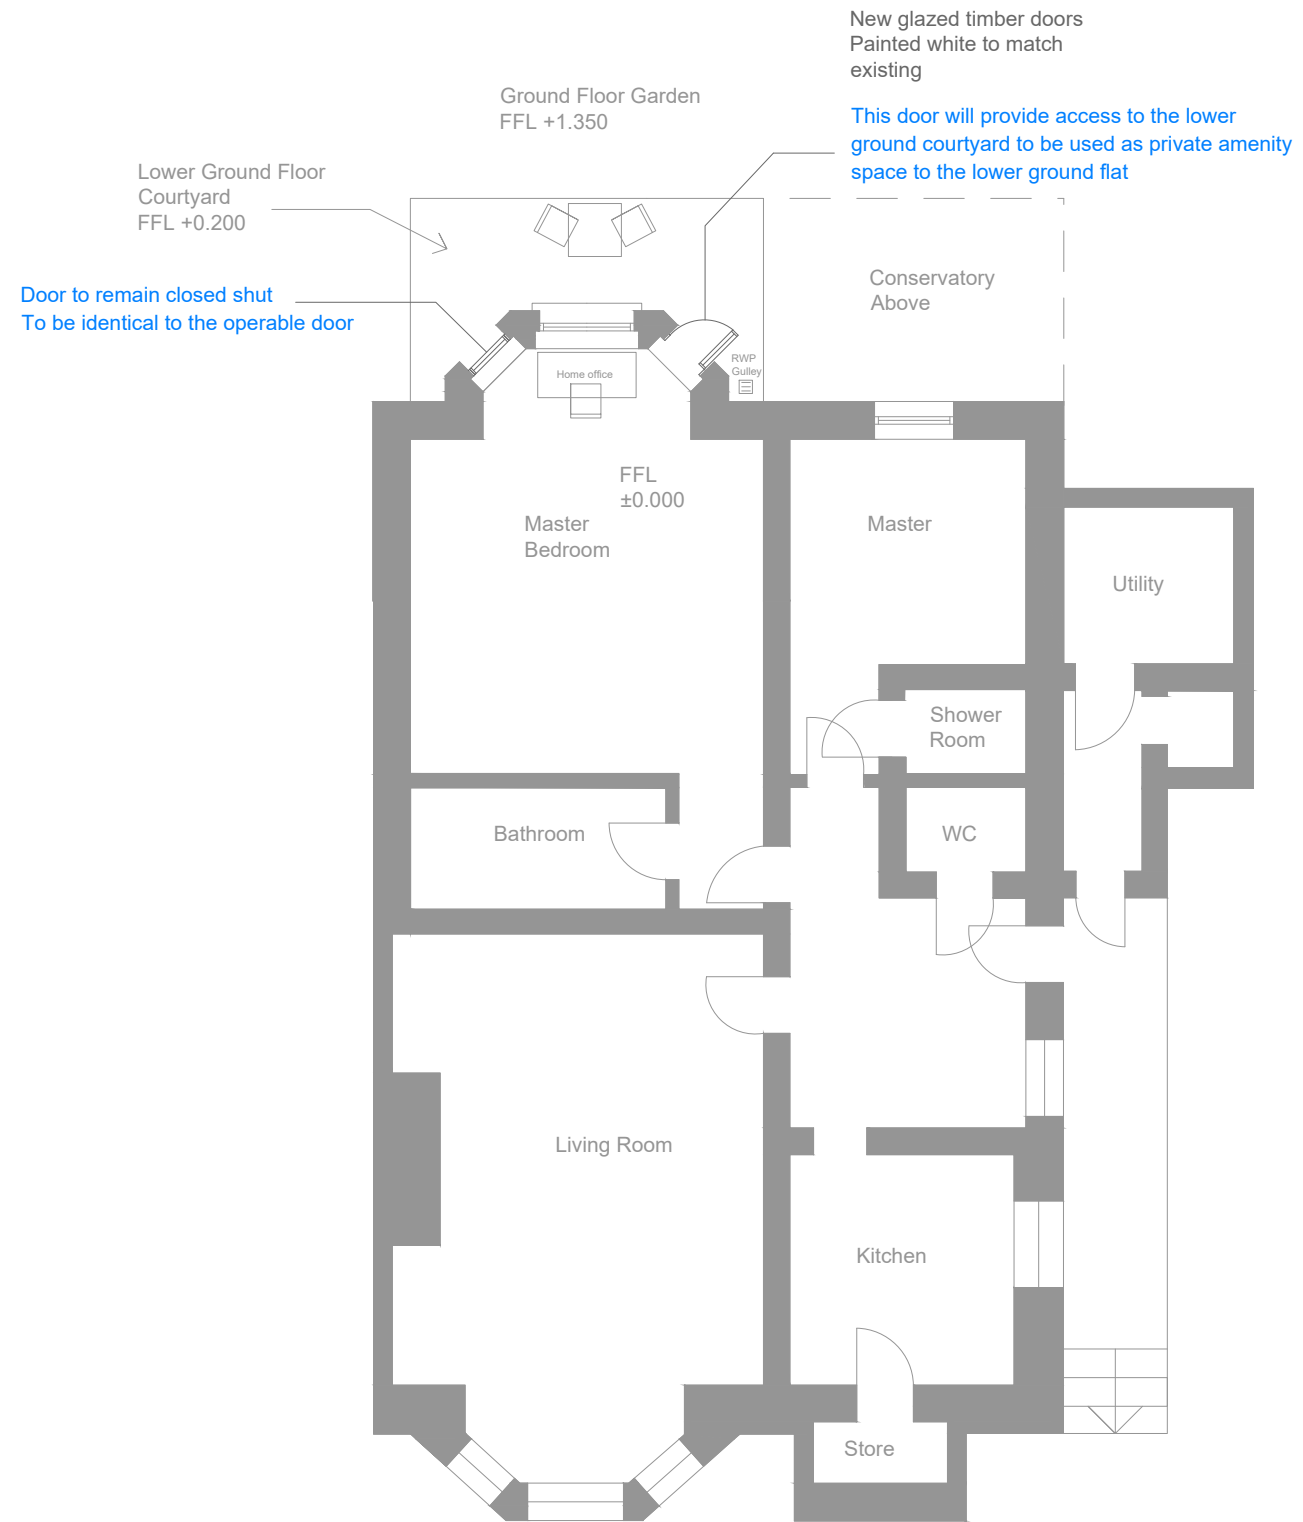 New glazed timber doors
Painted white to match
existing
Ground Floor Garden
FFL +1.350
This door will provide access to the lower
ground courtyard to be used as private amenity
space to the lower ground flat
Lower Ground Floor
Courtyard
FFL +0.200
Door to remain closed shut
To be identical to the operable door
Conservatory
Above
RWP
Gulley
Home office
FFL
±0.000
Master
Bedroom
Master
Utility
Shower
Room
Bathroom
WC
Living Room
Kitchen
Store